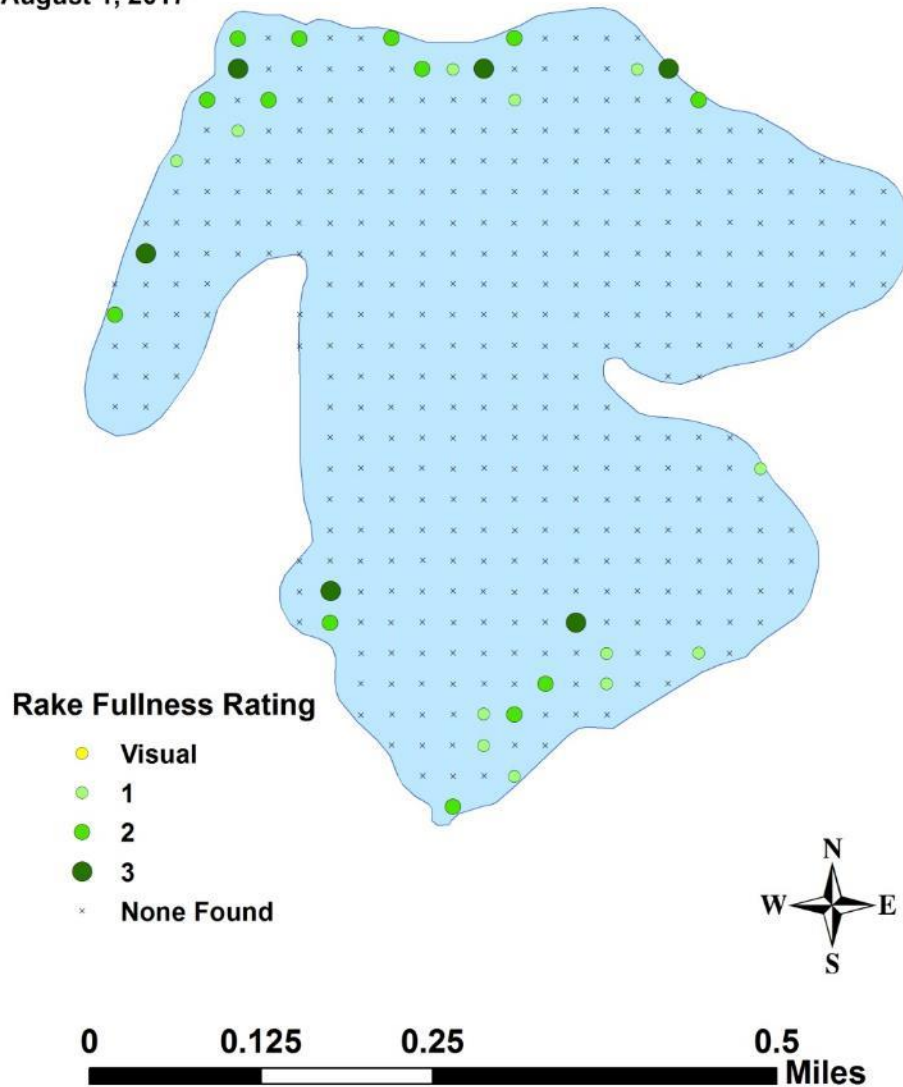 August 1, 2017
Rake Fullness Rating
Visual
1
2
3
None Found
N
W E
S
0 0.125 0.25 0.5
Miles